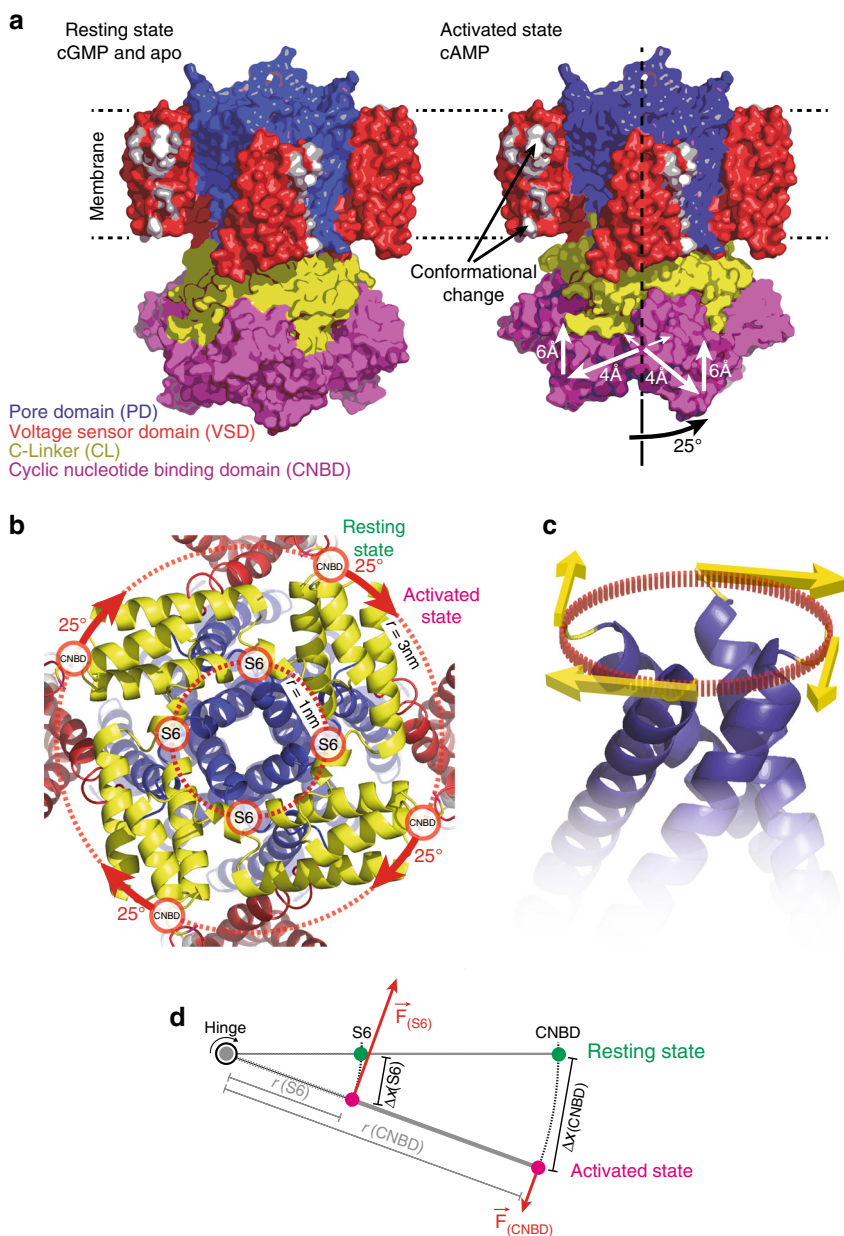 a
Resting state
cGMP and apo
Activated state
cAMP
Membrane
Conformational
change
6Å
4Å
4Å
6Å
25°
Pore domain (PD)
Voltage sensor domain (VSD)
C-Linker (CL)
Cyclic nucleotide binding domain (CNBD)
b
Resting
state
CNBD
25°
Activated
state
25°
CNBD
r = 3nm
S6
r = 1nm
S6
S6
S6
CNBD
25°
25°
CNBD
c
d
Hinge
F(S6)
S6
CNBD
Resting state
Δx(S6)
r (S6)
r (CNBD)
Δx(CNBD)
Activated state
F(CNBD)